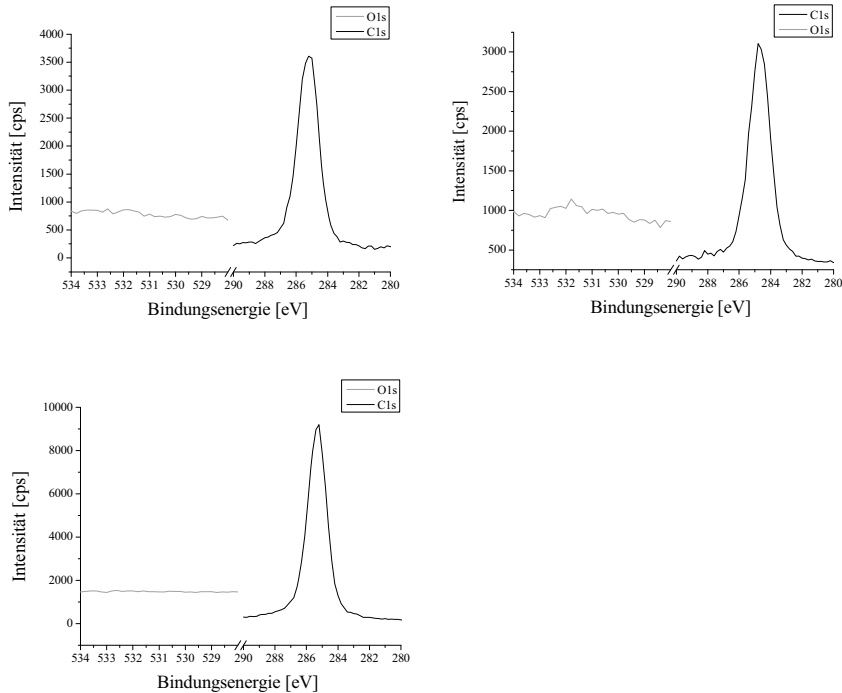 O1s
C1s
4000
3500
3000
2500
2000
1500
1000
500
0
Intensität [cps]
534 533 532 531 530 529 290 288 286 284 282 280
Bindungsenergie [eV]
C1s
O1s
3000
2500
2000
1500
1000
500
Intensität [cps]
534 533 532 531 530 529 290 288 286 284 282 280
Bindungsenergie [eV]
O1s
C1s
10000
8000
6000
4000
2000
0
Intensität [cps]
534 533 532 531 530 529 290 288 286 284 282 280
Bindungsenergie [eV]